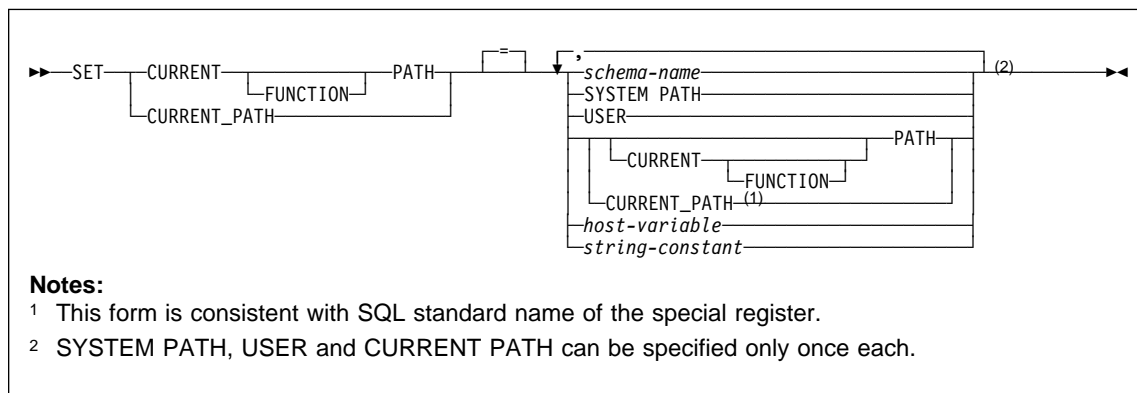 =
,
SET CURRENT PATH schema-name (2)
FUNCTION SYSTEM PATH
CURRENT_PATH USER
PATH
CURRENT
FUNCTION
CURRENT_PATH (1)
host-variable
string-constant
Notes:
1 This form is consistent with SQL standard name of the special register.
2 SYSTEM PATH, USER and CURRENT PATH can be specified only once each.